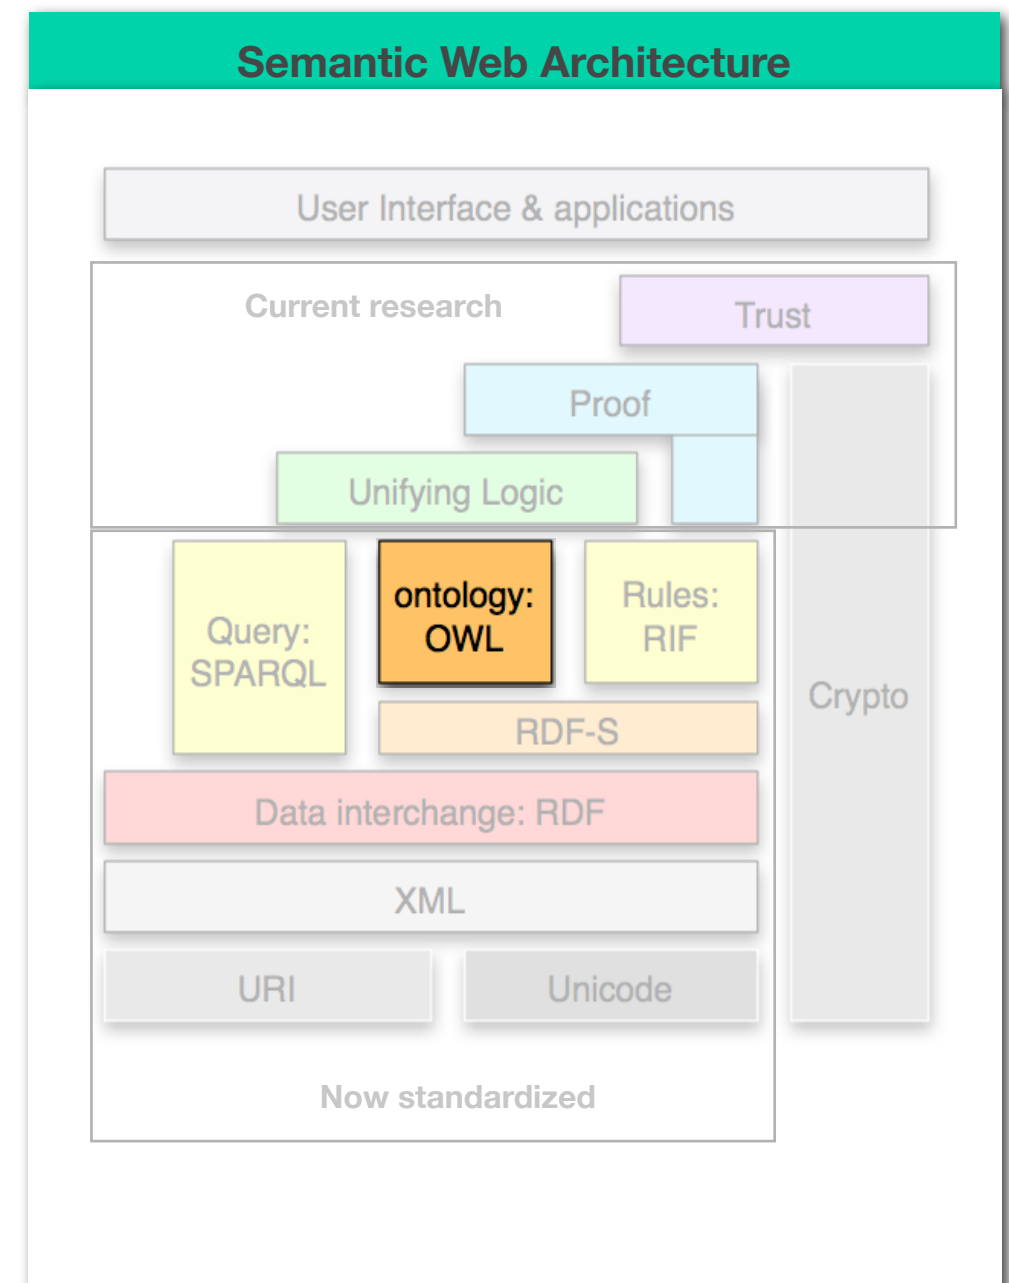 Semantic Web Architecture
User Interface & applications
Current research
Trust
Proof
Unifying Logic
Query:
SPARQL
ontology:
OWL
Rules:
RIF
Crypto
RDF-S
Data interchange: RDF
XML
URI
Unicode
Now standardized